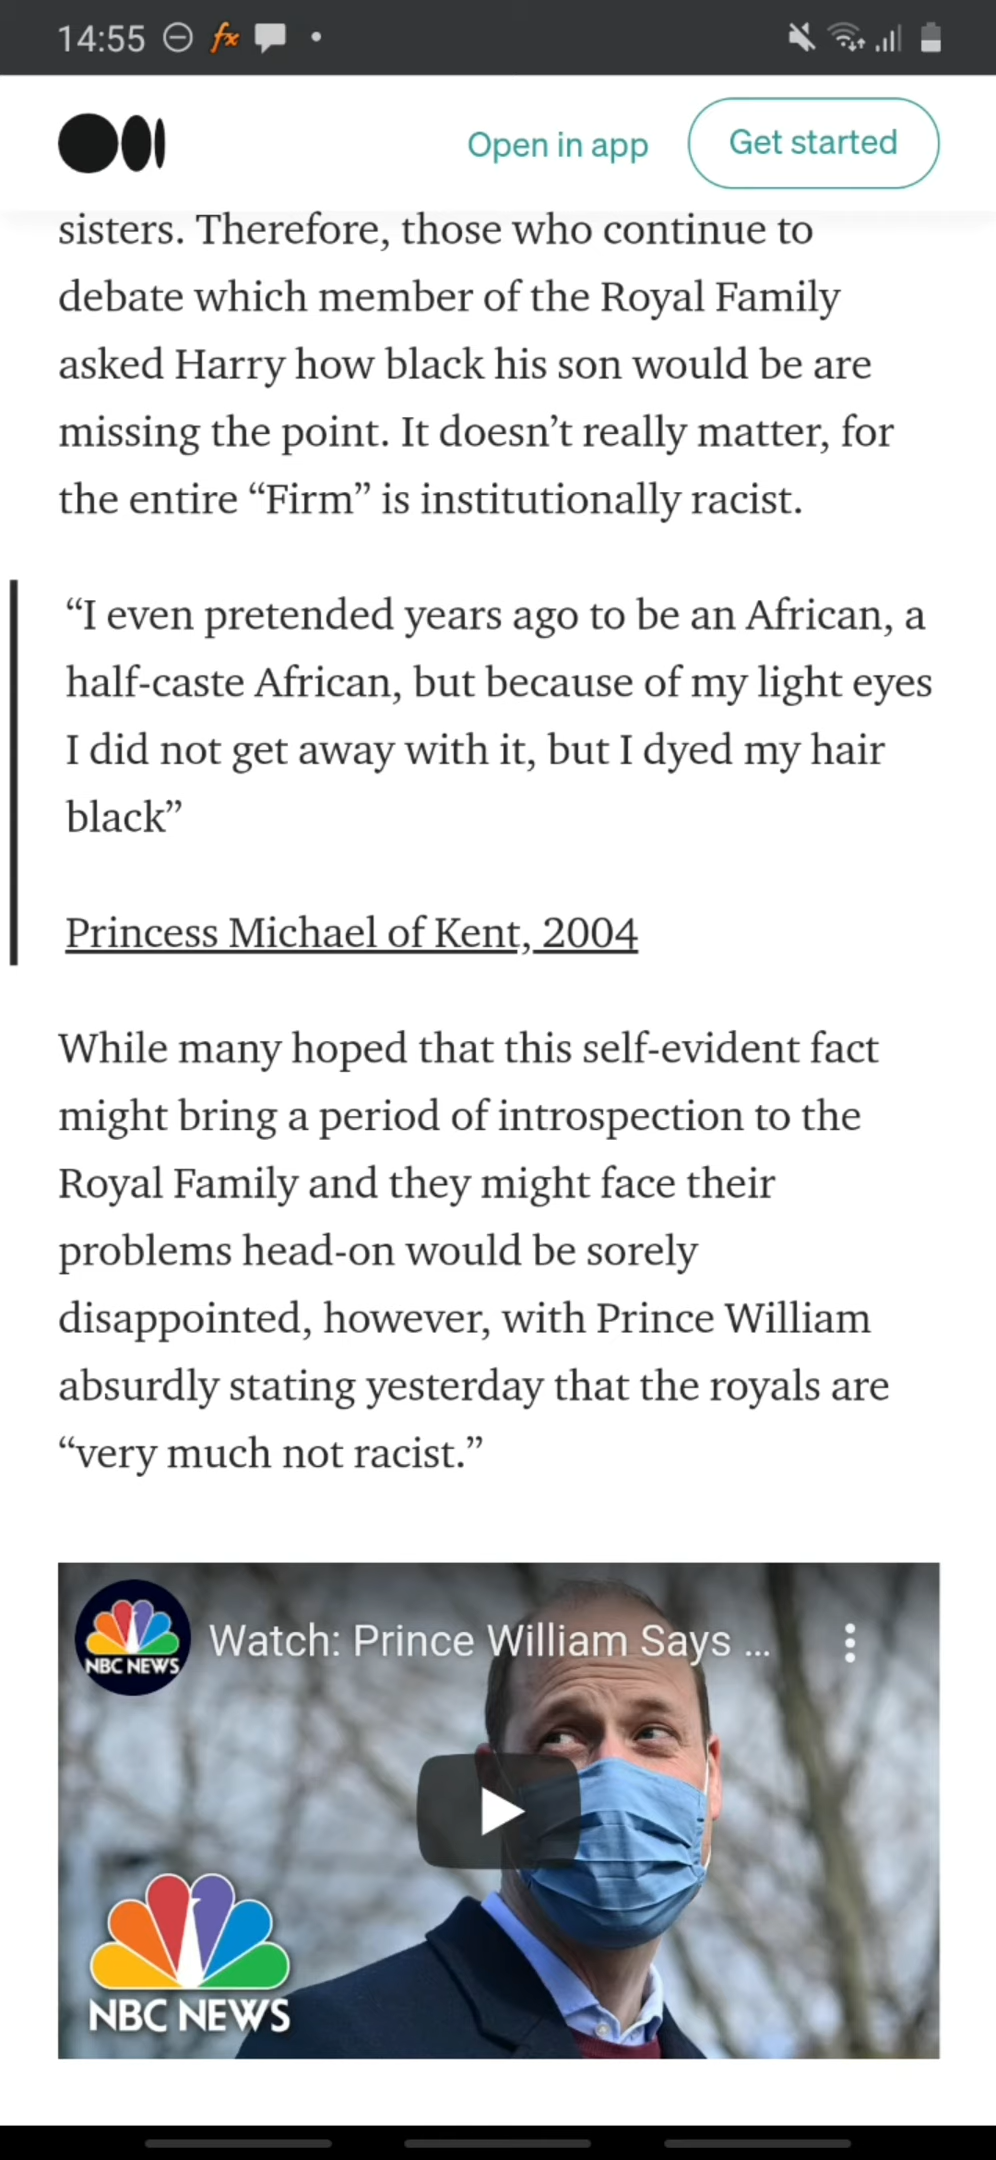 14:55
Open in app
Get started
sisters. Therefore, those who continue to
debate which member of the Royal Family
asked Harry how black his son would be are
missing the point. It doesn’t really matter, for
the entire “Firm” is institutionally racist.
“I even pretended years ago to be an African, a
half-caste African, but because of my light eyes
I did not get away with it, but I dyed my hair
black”
Princess Michael of Kent, 2004
While many hoped that this self-evident fact
might bring a period of introspection to the
Royal Family and they might face their
problems head-on would be sorely
disappointed, however, with Prince William
absurdly stating yesterday that the royals are
“very much not racist.”
NBC NEWS
Watch: Prince William Says ...
NBC NEWS